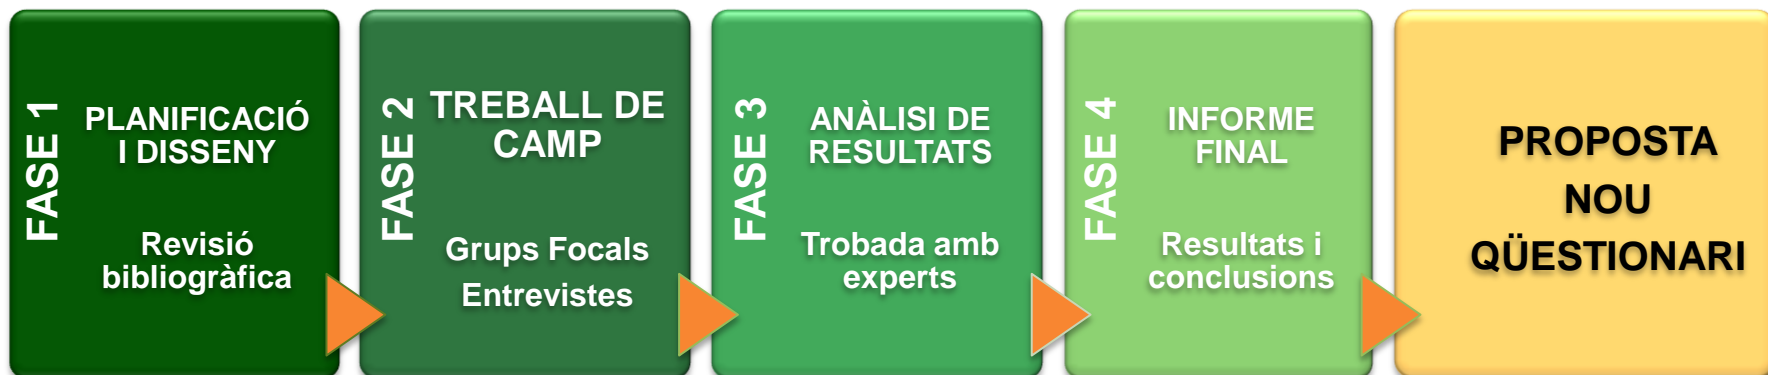 FASE 1
PLANIFICACIÓ
I DISSENY
Revisió
bibliogràfica
FASE 2
TREBALL DE
CAMP
Grups Focals
Entrevistes
FASE 3
ANÀLISI DE
RESULTATS
Trobada amb
experts
FASE 4
INFORME
FINAL
Resultats i
conclusions
PROPOSTA
NOU
QÜESTIONARI